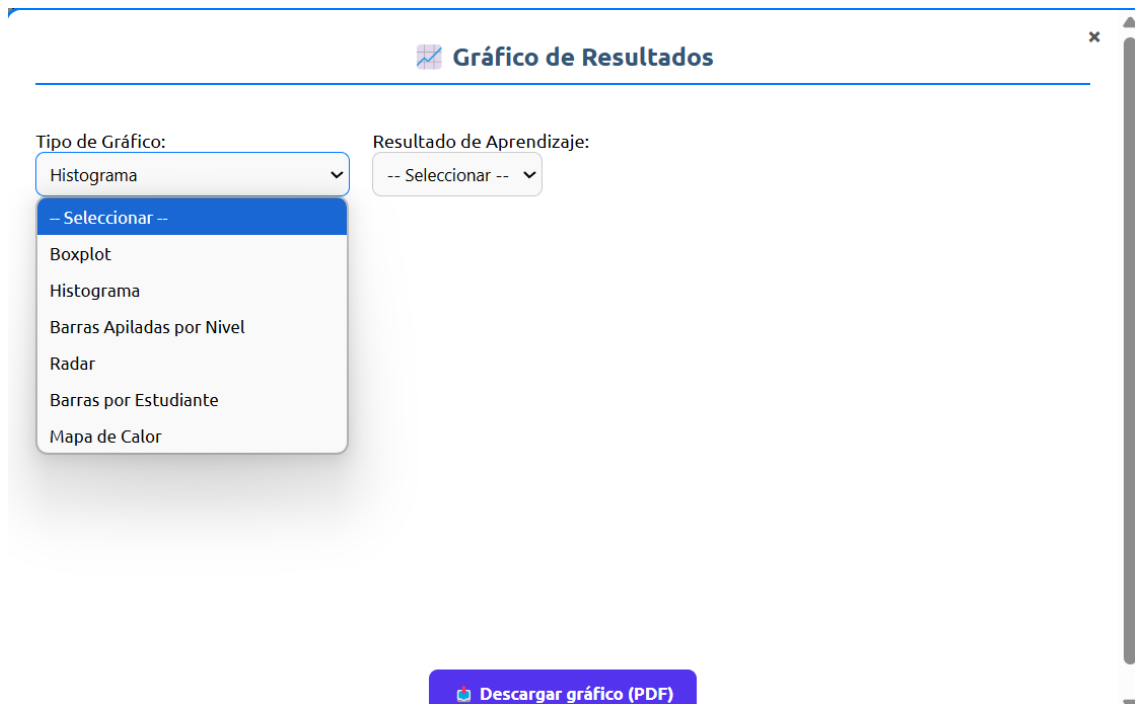 Gráfico de Resultados
Tipo de Gráfico:
Resultado de Aprendizaje:
Histograma
-- Seleccionar --
-- Seleccionar --
Boxplot
Histograma
Barras Apiladas por Nivel
Radar
Barras por Estudiante
Mapa de Calor
Descargar gráfico (PDF)